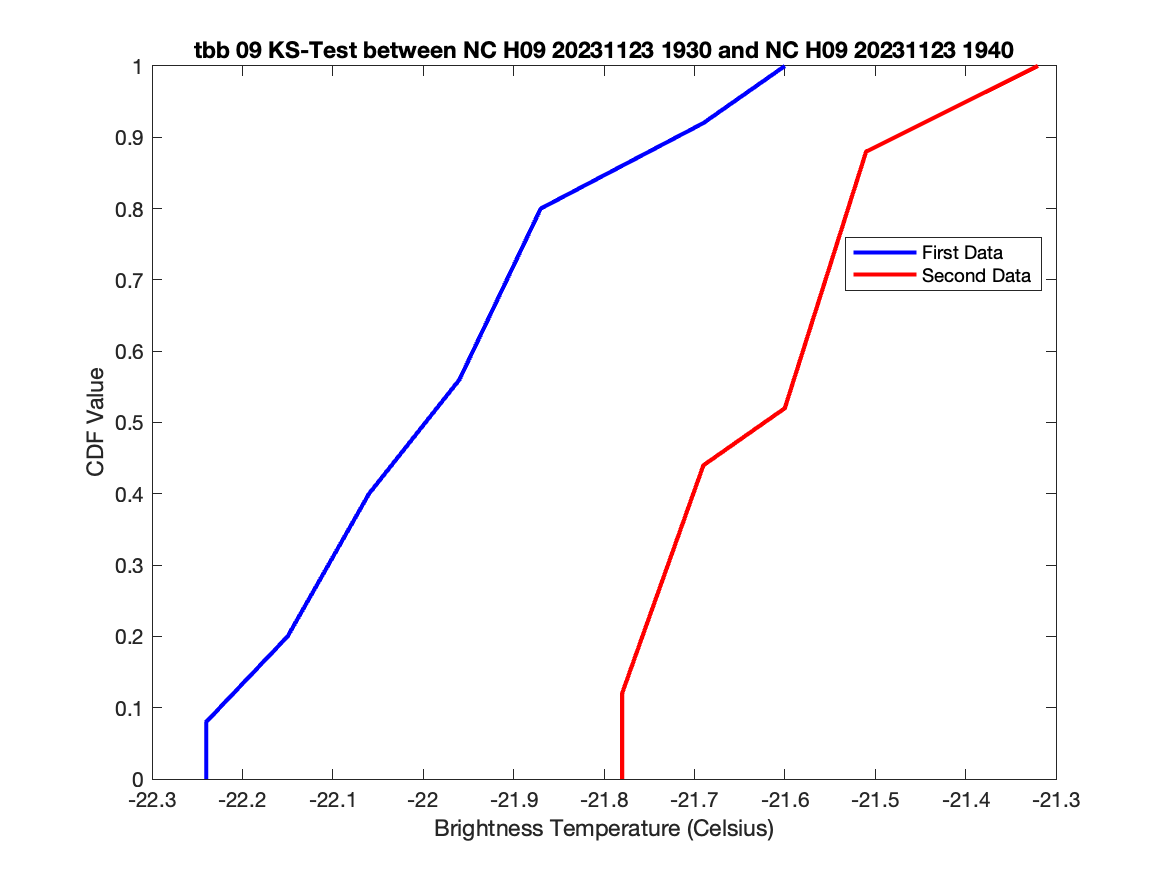 tbb 09 KS-Test between NC H09 20231123 1930 and NC H09 20231123 1940
1
0.9
0.8
0.7
0.6
0.5
0.4
0.3
0.2
0.1
0
CDF Value
First Data
Second Data
-22.3 -22.2 -22.1 -22 -21.9 -21.8 -21.7 -21.6 -21.5 -21.4 -21.3
Brightness Temperature (Celsius)